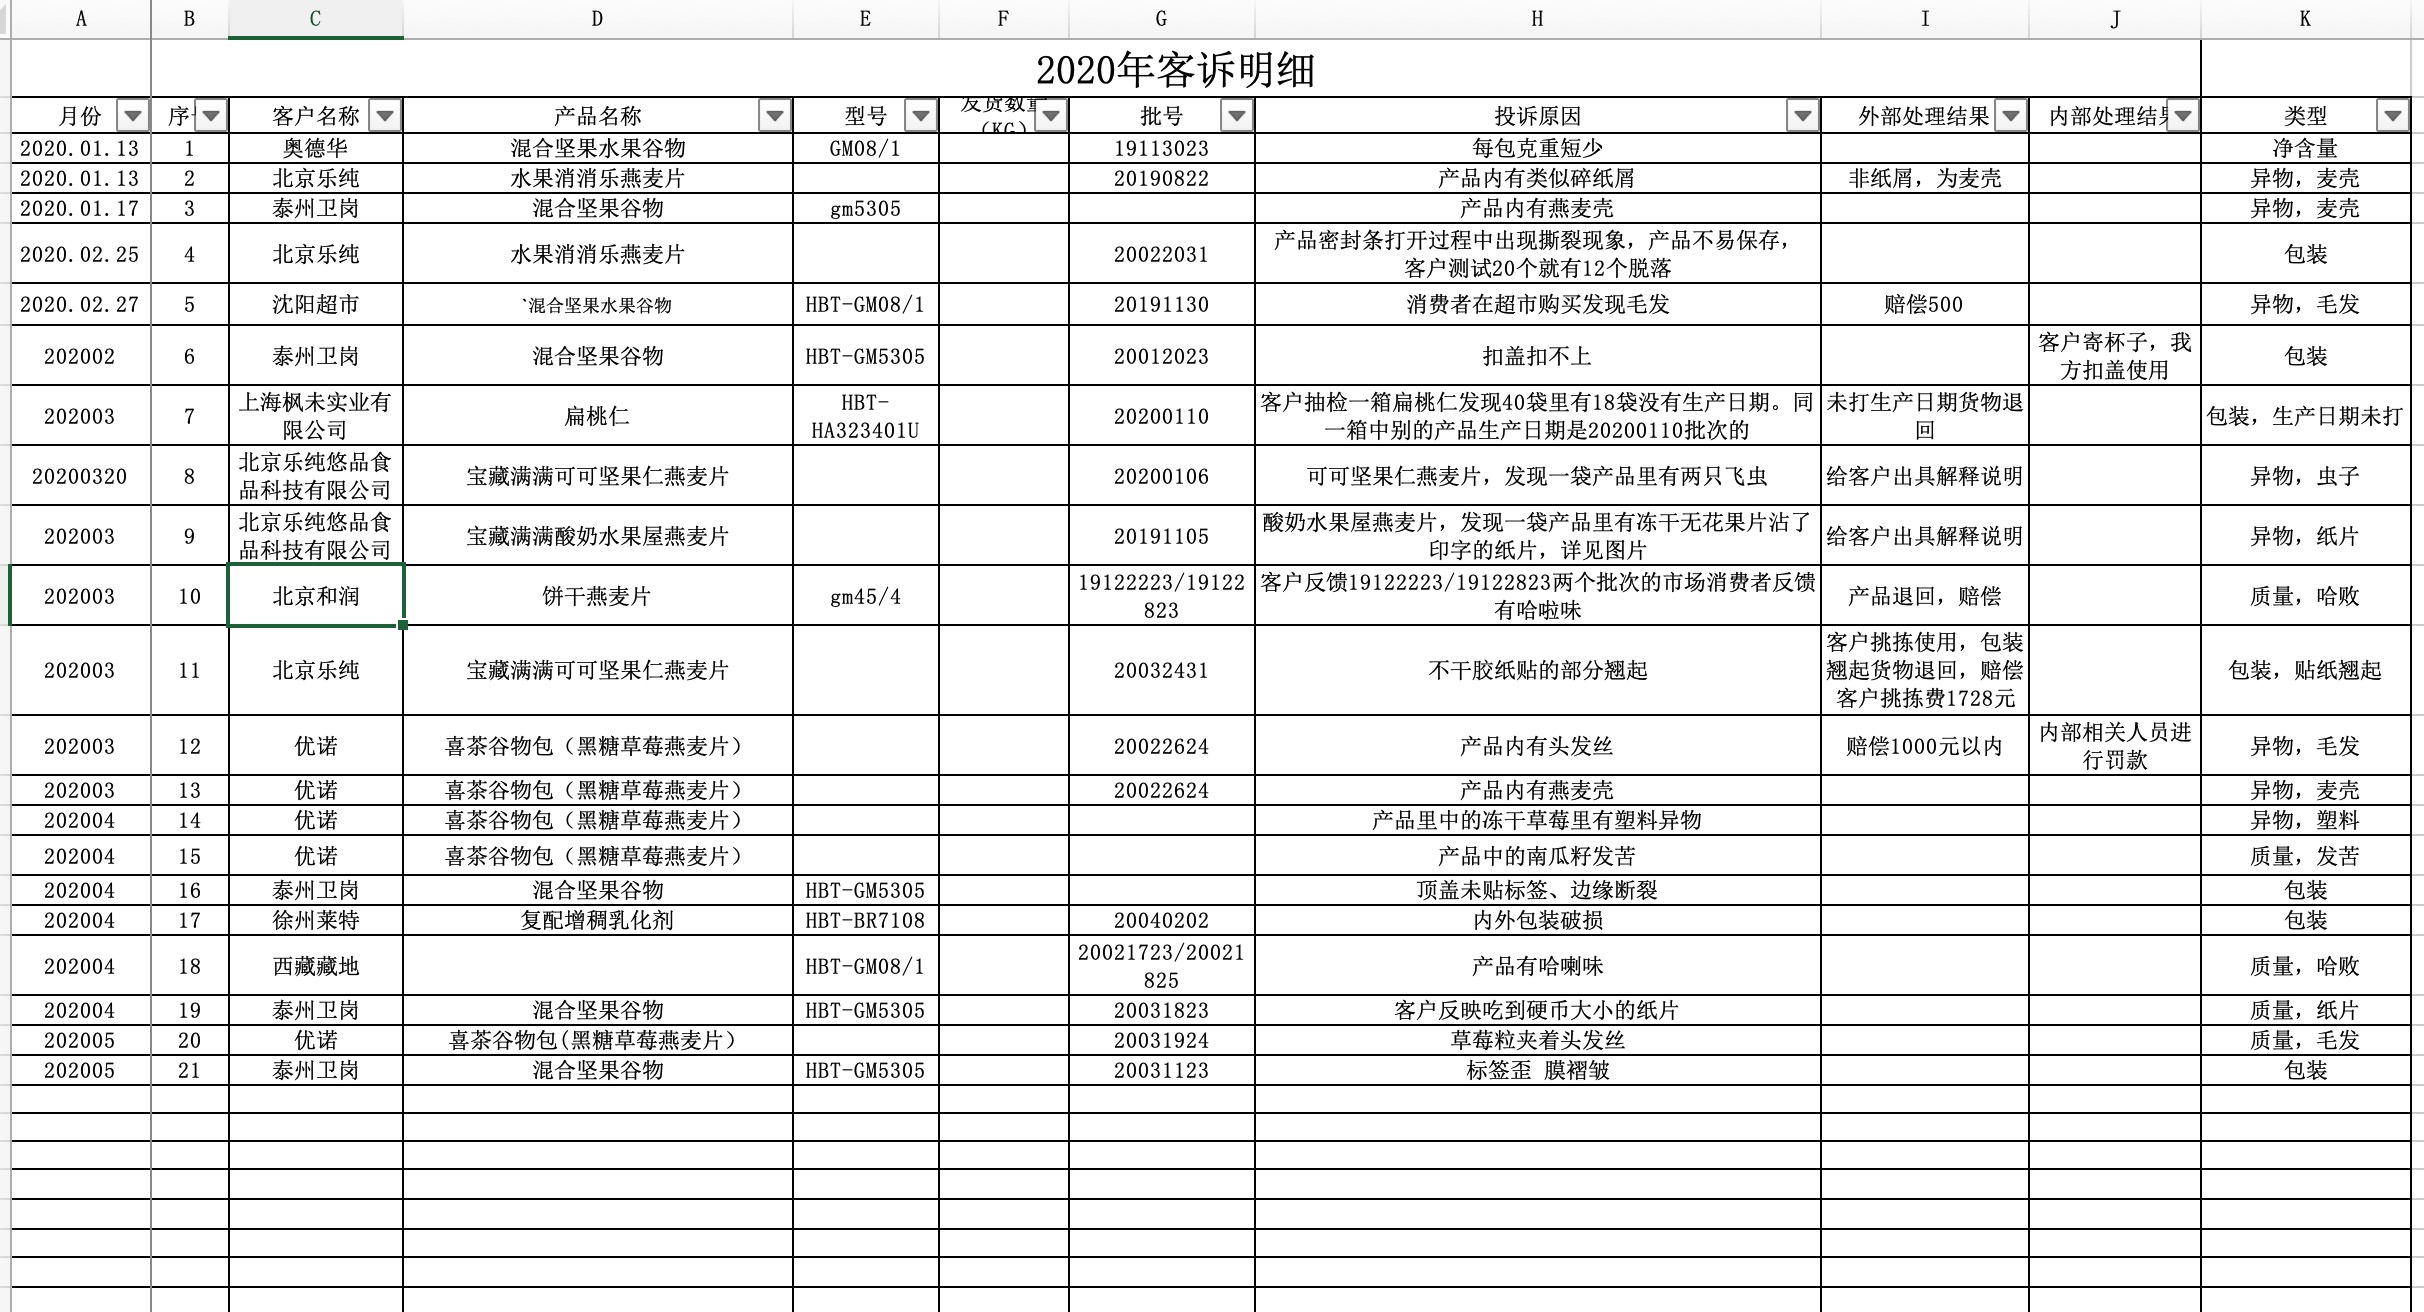 A B C D E F G H I J K
2020年客诉明细
月份 序 客户名称 产品名称 型号 发货数量 批号 投诉原因 外部处理结果 内部处理结果 类型
(KG)
2020.01.13 1 奥德华 混合坚果水果谷物 GM08/1 19113023 每包克重短少 净含量
2020.01.13 2 北京乐纯 水果消消乐燕麦片 20190822 产品内有类似碎纸屑 非纸屑，为麦壳 异物，麦壳
2020.01.17 3 泰州卫岗 混合坚果谷物 gm5305 产品内有燕麦壳 异物，麦壳
2020.02.25 4 北京乐纯 水果消消乐燕麦片 20022031 产品密封条打开过程中出现撕裂现象，产品不易保存， 包装
客户测试20个就有12个脱落
2020.02.27 5 沈阳超市 `混合坚果水果谷物 HBT-GM08/1 20191130 消费者在超市购买发现毛发 赔偿500 异物，毛发
202002 6 泰州卫岗 混合坚果谷物 HBT-GM5305 20012023 扣盖扣不上 客户寄杯子，我 包装
方扣盖使用
202003 7 上海枫未实业有 扁桃仁 HBT- 20200110 客户抽检一箱扁桃仁发现40袋里有18袋没有生产日期。同 未打生产日期货物退 包装，生产日期未打
限公司 HA323401U 一箱中别的产品生产日期是20200110批次的 回
20200320 8 北京乐纯悠品食 宝藏满满可可坚果仁燕麦片 20200106 可可坚果仁燕麦片，发现一袋产品里有两只飞虫 给客户出具解释说明 异物，虫子
品科技有限公司
202003 9 北京乐纯悠品食 宝藏满满酸奶水果屋燕麦片 20191105 酸奶水果屋燕麦片，发现一袋产品里有冻干无花果片沾了 给客户出具解释说明 异物，纸片
品科技有限公司 印字的纸片，详见图片
202003 10 北京和润 饼干燕麦片 gm45/4 19122223/19122 客户反馈19122223/19122823两个批次的市场消费者反馈 产品退回，赔偿 质量，哈败
823 有哈啦味
202003 11 北京乐纯 宝藏满满可可坚果仁燕麦片 20032431 不干胶纸贴的部分翘起 客户挑拣使用，包装 包装，贴纸翘起
翘起货物退回，赔偿
客户挑拣费1728元
202003 12 优诺 喜茶谷物包（黑糖草莓燕麦片） 20022624 产品内有头发丝 赔偿1000元以内 内部相关人员进 异物，毛发
行罚款
202003 13 优诺 喜茶谷物包（黑糖草莓燕麦片） 20022624 产品内有燕麦壳 异物，麦壳
202004 14 优诺 喜茶谷物包（黑糖草莓燕麦片） 产品里中的冻干草莓里有塑料异物 异物，塑料
202004 15 优诺 喜茶谷物包（黑糖草莓燕麦片） 产品中的南瓜籽发苦 质量，发苦
202004 16 泰州卫岗 混合坚果谷物 HBT-GM5305 顶盖未贴标签、边缘断裂 包装
202004 17 徐州莱特 复配增稠乳化剂 HBT-BR7108 20040202 内外包装破损 包装
202004 18 西藏藏地 HBT-GM08/1 20021723/20021 产品有哈喇味 质量，哈败
825
202004 19 泰州卫岗 混合坚果谷物 HBT-GM5305 20031823 客户反映吃到硬币大小的纸片 质量，纸片
202005 20 优诺 喜茶谷物包(黑糖草莓燕麦片） 20031924 草莓粒夹着头发丝 质量，毛发
202005 21 泰州卫岗 混合坚果谷物 HBT-GM5305 20031123 标签歪 膜褶皱 包装